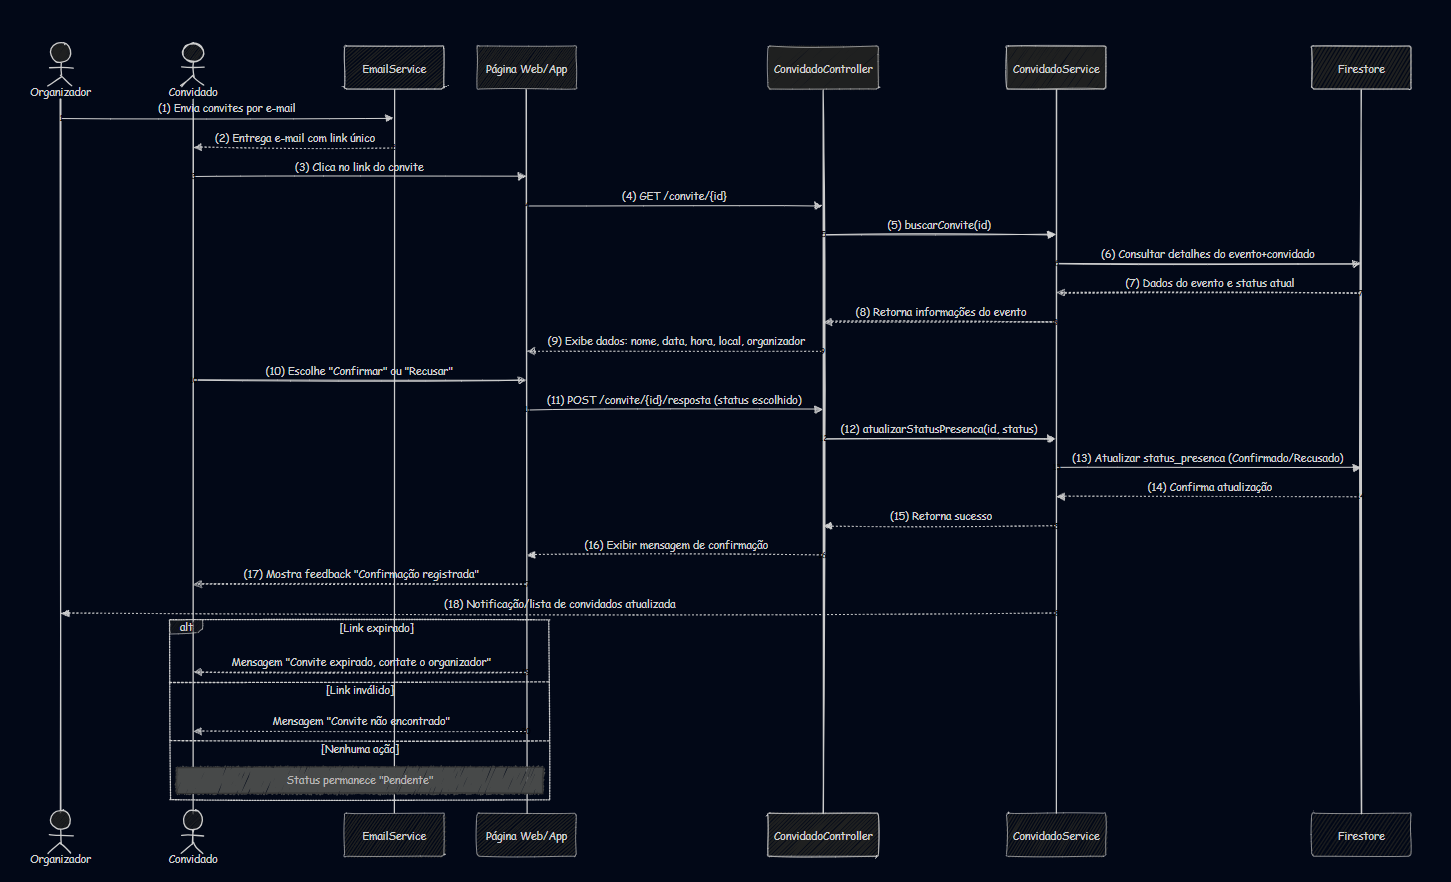 Organizador
Convidado
EmailService
Página Web/App
ConvidadoController
ConvidadoService
Firestore
(1) Envia convites por e-mail
(2) Entrega e-mail com link único
(3) Clica no link do convite
(4) GET /convite/{id}
(5) buscarConvite(id)
(6) Consultar detalhes do evento+convidado
(7) Dados do evento e status atual
(8) Retorna informações do evento
(9) Exibe dados: nome, data, hora, local, organizador
(10) Escolhe "Confirmar" ou "Recusar"
(11) POST /convite/{id}/resposta (status escolhido)
(12) atualizarStatusPresenca(id, status)
(13) Atualizar status_presenca (Confirmado/Recusado)
(14) Confirma atualização
(15) Retorna sucesso
(16) Exibir mensagem de confirmação
(17) Mostra feedback "Confirmação registrada"
(18) Notificação/lista de convidados atualizada
alt
[Link expirado]
Mensagem "Convite expirado, contate o organizador"
[Link inválido]
Mensagem "Convite não encontrado"
[Nenhuma ação]
Status permanece "Pendente"
Organizador
Convidado
EmailService
Página Web/App
ConvidadoController
ConvidadoService
Firestore